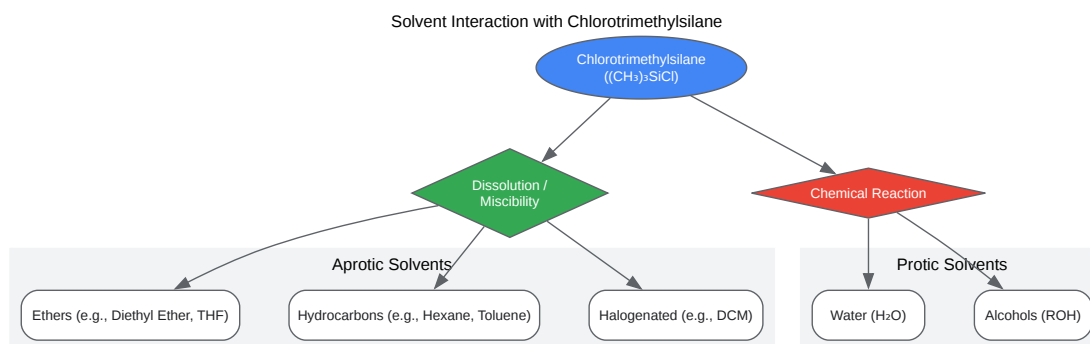 Solvent Interaction with Chlorotrimethylsilane
Chlorotrimethylsilane
((CH₃)₃SiCl)
Dissolution /
Miscibility
Chemical Reaction
Aprotic Solvents
Protic Solvents
Ethers (e.g., Diethyl Ether, THF)
Hydrocarbons (e.g., Hexane, Toluene)
Halogenated (e.g., DCM)
Water (H₂O)
Alcohols (ROH)